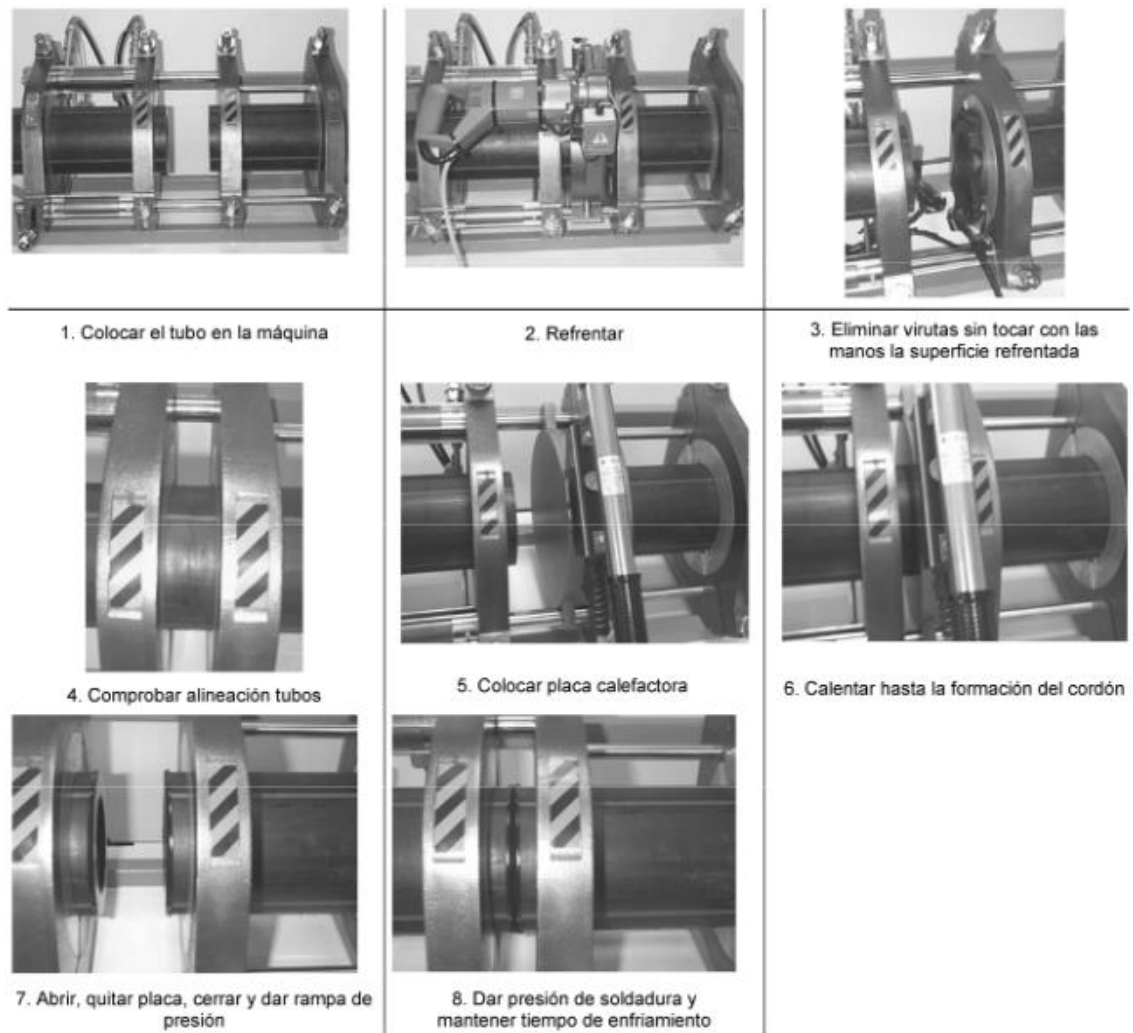 1. Colocar el tubo en la máquina
2. Refrentar
3. Eliminar virutas sin tocar con las
manos la superficie refrentada
4. Comprobar alineación tubos
5. Colocar placa calefactora
6. Calentar hasta la formación del cordón
7. Abrir, quitar placa, cerrar y dar rampa de
presión
8. Dar presión de soldadura y
mantener tiempo de enfriamiento